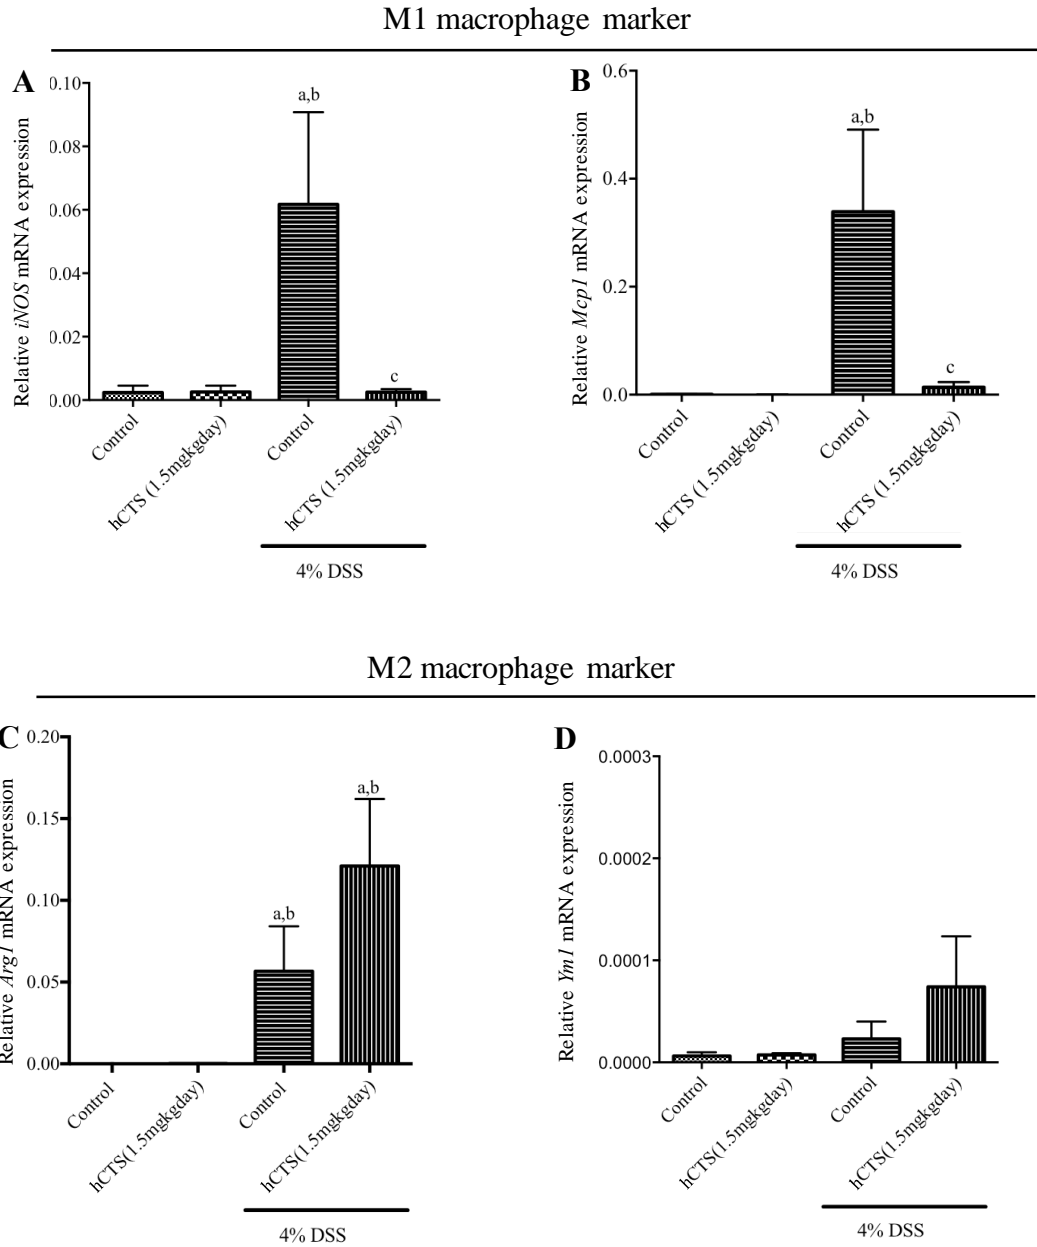 M1 macrophage marker
A
Relative iNOS mRNA expression
0.10
0.08
0.06
0.04
0.02
0.00
a,b
c
Control
hCTS (1.5mgkgday)
Control
hCTS (1.5mgkgday)
4% DSS
B
Relative Mcp1 mRNA expression
0.6
0.4
0.2
0.0
a,b
c
Control
hCTS (1.5mgkgday)
Control
hCTS (1.5mgkgday)
4% DSS
M2 macrophage marker
C
Relative Arg1 mRNA expression
0.20
0.15
0.10
0.05
0.00
a,b
a,b
Control
hCTS(1.5mgkgday)
Control
hCTS(1.5mgkgday)
4% DSS
D
Relative Ym1 mRNA expression
0.0003
0.0002
0.0001
0.0000
Control
hCTS(1.5mgkgday)
Control
hCTS(1.5mgkgday)
4% DSS